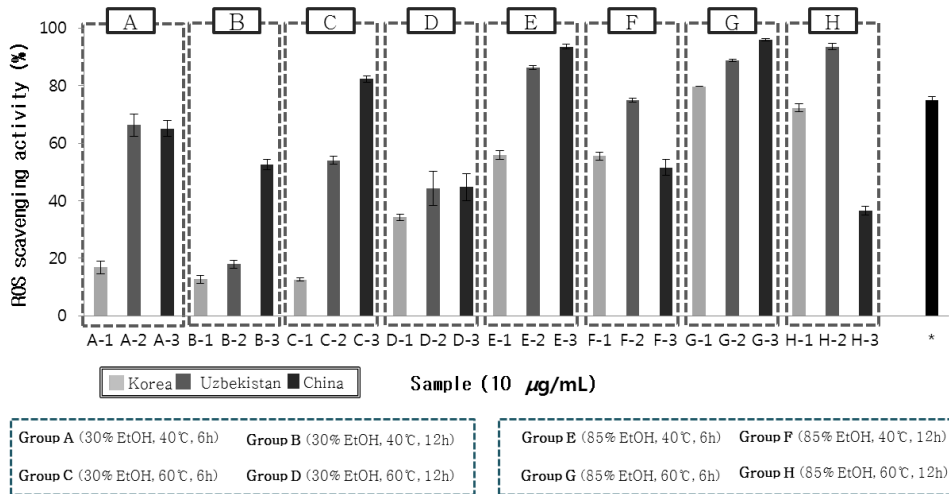 A B C D E F G H
ROS scavenging activity (%)
100
80
60
40
20
0
A-1 A-2 A-3 B-1 B-2 B-3 C-1 C-2 C-3 D-1 D-2 D-3 E-1 E-2 E-3 F-1 F-2 F-3 G-1 G-2 G-3 H-1 H-2 H-3 *
Korea Uzbekistan China
Sample (10 μg/mL)
Group A (30% EtOH, 40℃, 6h) Group B (30% EtOH, 40℃, 12h)
Group C (30% EtOH, 60℃, 6h) Group D (30% EtOH, 60℃, 12h)
Group E (85% EtOH, 40℃, 6h) Group F (85% EtOH, 40℃, 12h)
Group G (85% EtOH, 60℃, 6h) Group H (85% EtOH, 60℃, 12h)